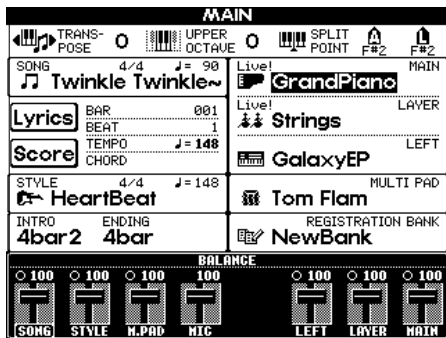 MAIN
TRANS-POSE 0 UPPER OCTAVE 0 SPLIT POINT A F#2 L F#2
SONG 4/4 ♩= 90
Twinkle Twinkle~
Live! MAIN
GrandPiano
Lyrics BAR 001
BEAT 1
Live! LAYER
Strings
Score TEMPO ♩=148
CHORD
LEFT
GalaxyEP
STYLE 4/4 ♩=148
HeartBeat
MULTI PAD
Tom Flam
INTRO ENDING
4bar2 4bar
REGISTRATION BANK
NewBank
BALANCE
100 100 100 100 100 100 100
SONG STYLE M.PAD MIC LEFT LAYER MAIN